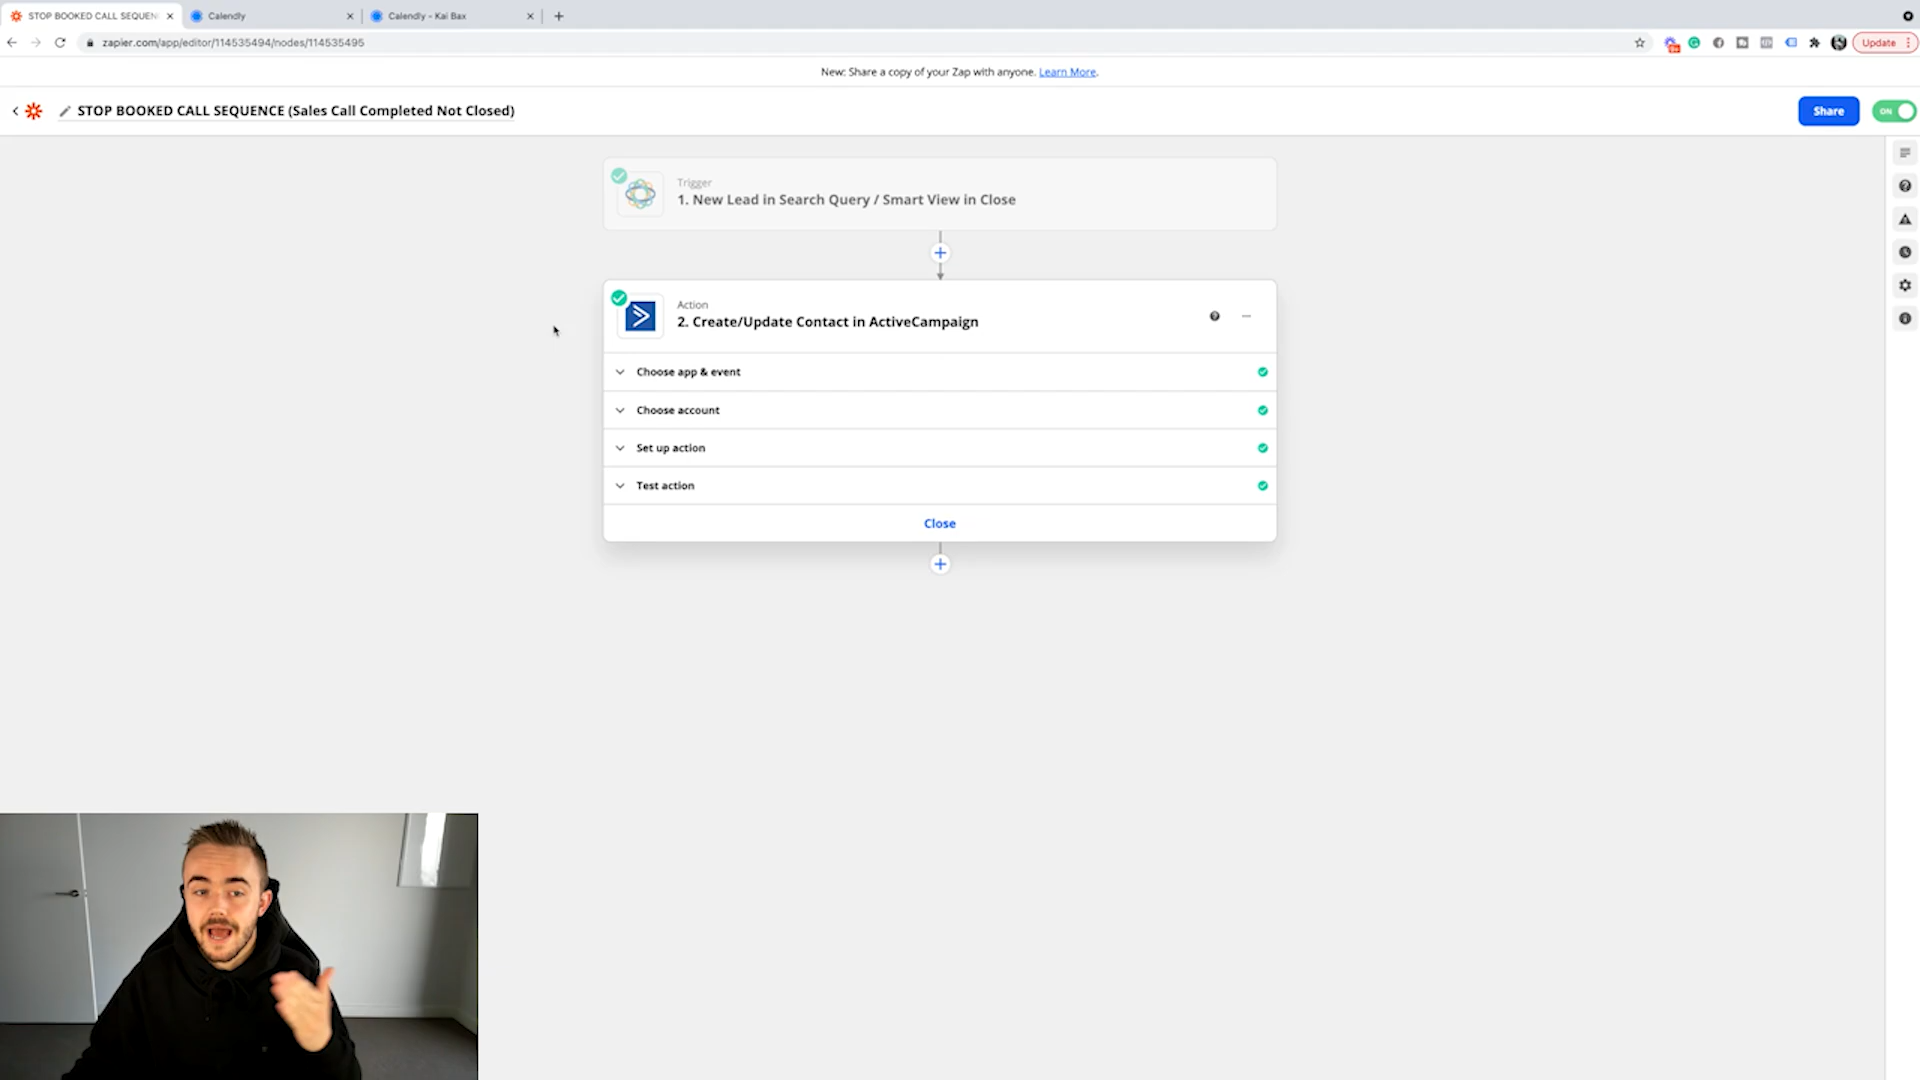 STOP BOOKED CALL SEQUEN
Calendly
Calendly - Kai Bax
zapier.com/app/editor/114535494/nodes/114535495
Update
New: Share a copy of your Zap with anyone. Learn More.
STOP BOOKED CALL SEQUENCE (Sales Call Completed Not Closed)
Share
ON
Trigger
1. New Lead in Search Query / Smart View in Close
Action
2. Create/Update Contact in ActiveCampaign
Choose app & event
Choose account
Set up action
Test action
Close